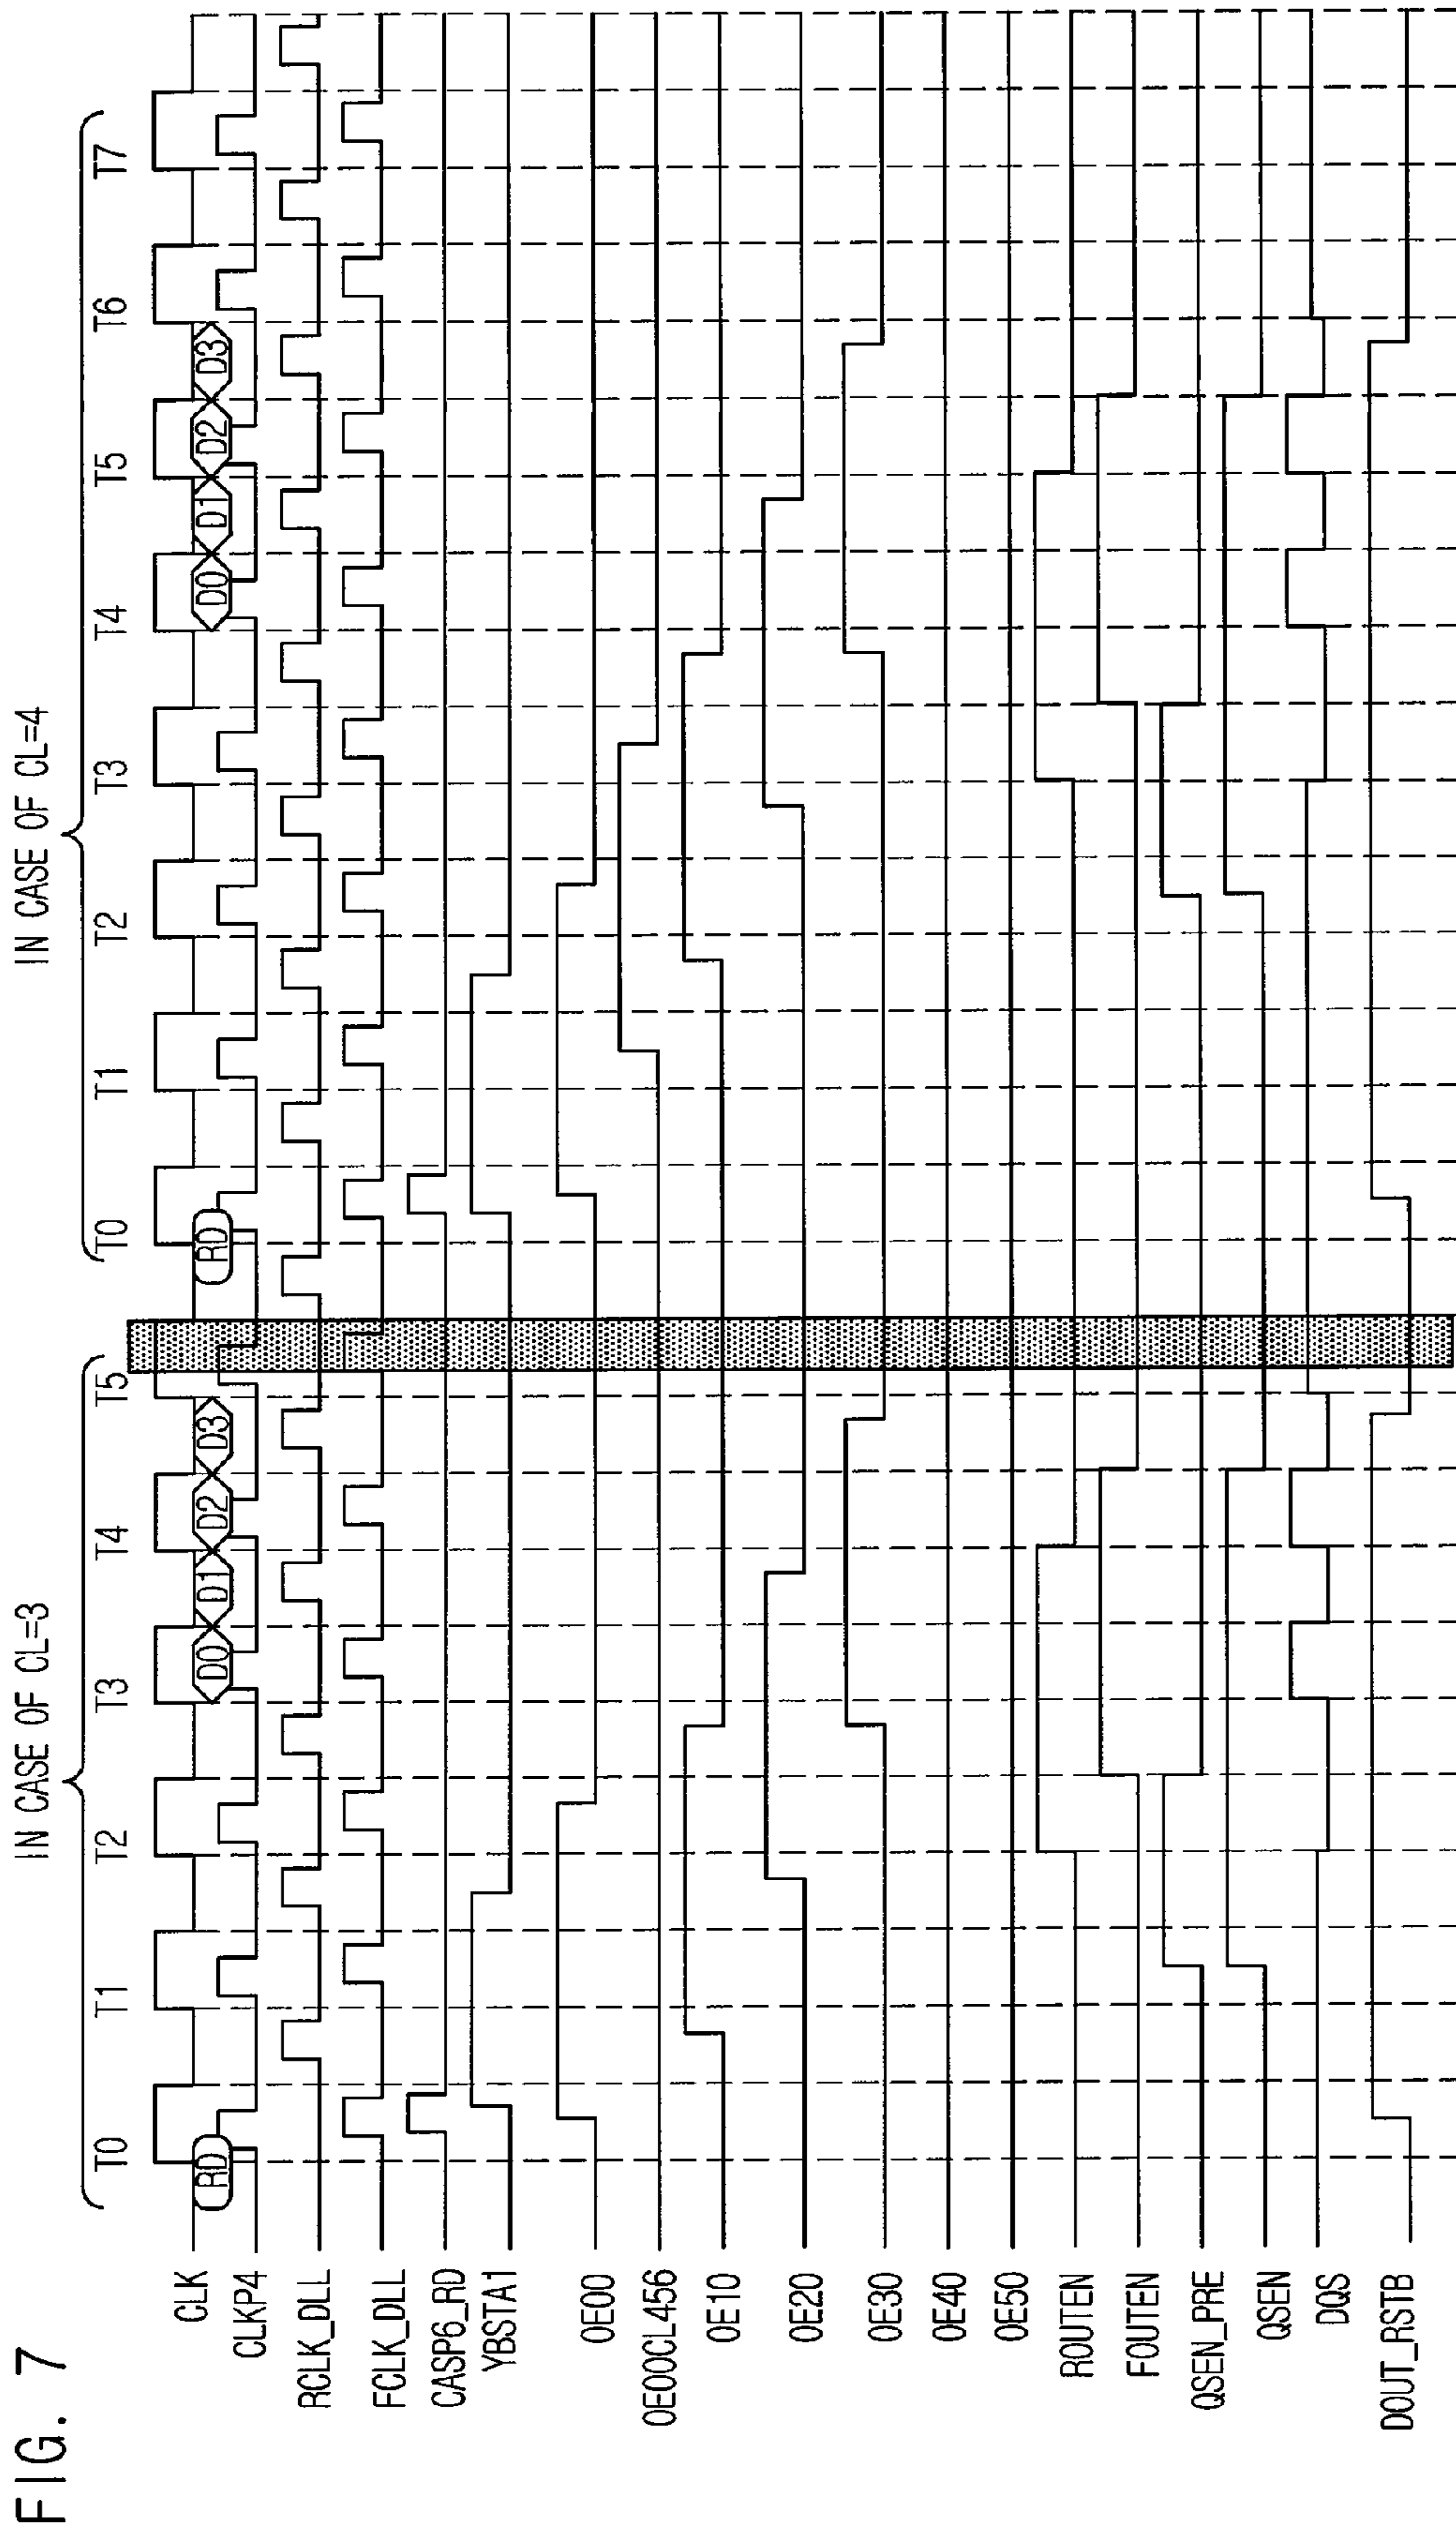 FIG. 7
IN CASE OF CL=3
IN CASE OF CL=4
T0 T1 T2 T3 T4 T5
T0 T1 T2 T3 T4 T5 T6 T7
CLK
RD D0 D1 D2 D3
RD D0 D1 D2 D3
CLKP4
RCLK_DLL
FCLK_DLL
CASP6_RD
YBSTA1
OE00
OE00CL456
OE10
OE20
OE30
OE40
OE50
ROUTEN
FOUTEN
QSEN_PRE
QSEN
DQS
DOUT_RSTB